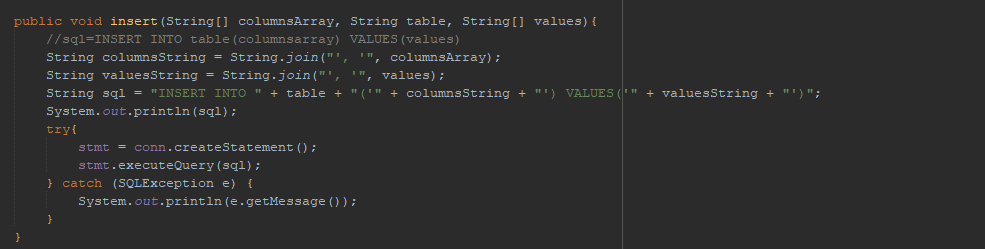 public void insert(String[] columnsArray, String table, String[] values){
//sql=INSERT INTO table(columnsarray) VALUES(values)
String columnsString = String.join("', '", columnsArray);
String valuesString = String.join("', '", values);
String sql = "INSERT INTO " + table + "('" + columnsString + "') VALUES('" + valuesString + "')";
System.out.println(sql);
try{
stmt = conn.createStatement();
stmt.executeQuery(sql);
} catch (SQLException e) {
System.out.println(e.getMessage());
}
}